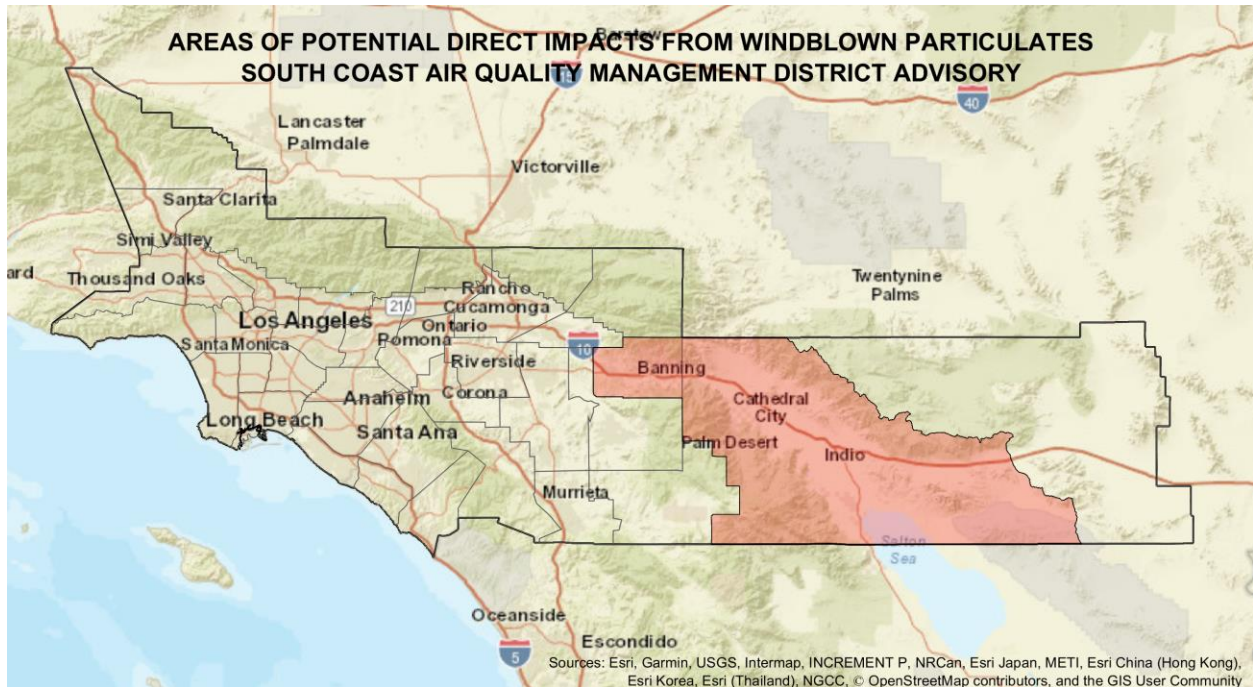 AREAS OF POTENTIAL DIRECT IMPACTS FROM WINDBLOWN PARTICULATES
SOUTH COAST AIR QUALITY MANAGEMENT DISTRICT ADVISORY
Barstow
15
40
Lancaster
Palmdale
Victorville
Santa Clarita
Simi Valley
ard
Thousand Oaks
Twentynine
Palms
Rancho
Cucamonga
210
Los Angeles
Ontario
Santa Monica
Pomona
10
Riverside
Banning
Corona
Anaheim
Cathedral
City
Long Beach
Santa Ana
Palm Desert
Indio
Murrieta
Salton
Sea
Oceanside
Escondido
5
Sources: Esri, Garmin, USGS, Intermap, INCREMENT P, NRCan, Esri Japan, METI, Esri China (Hong Kong),
Esri Korea, Esri (Thailand), NGCC, © OpenStreetMap contributors, and the GIS User Community